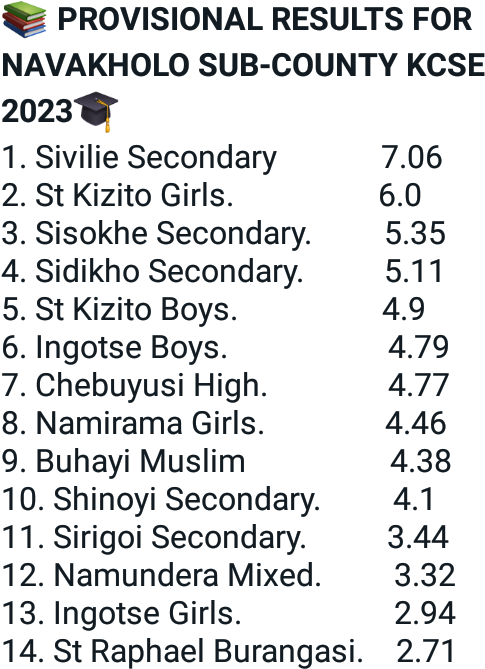 📚 PROVISIONAL RESULTS FOR
NAVAKHOLO SUB-COUNTY KCSE
2023🎓
1. Sivilie Secondary 7.06
2. St Kizito Girls. 6.0
3. Sisokhe Secondary. 5.35
4. Sidikho Secondary. 5.11
5. St Kizito Boys. 4.9
6. Ingotse Boys. 4.79
7. Chebuyusi High. 4.77
8. Namirama Girls. 4.46
9. Buhayi Muslim 4.38
10. Shinoyi Secondary. 4.1
11. Sirigoi Secondary. 3.44
12. Namundera Mixed. 3.32
13. Ingotse Girls. 2.94
14. St Raphael Burangasi. 2.71